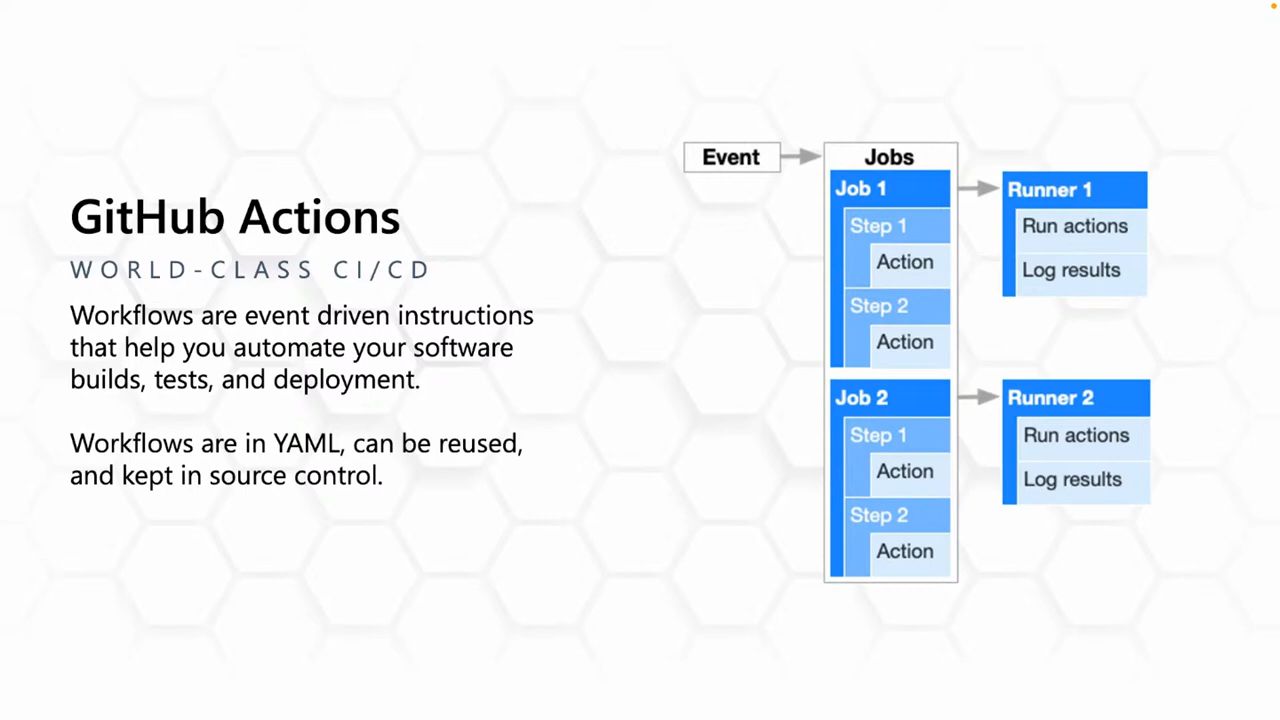 GitHub Actions
WORLD-CLASS CI/CD
Workflows are event driven instructions
that help you automate your software
builds, tests, and deployment.
Workflows are in YAML, can be reused,
and kept in source control.
Event
Jobs
Job 1
Step 1
Action
Step 2
Action
Runner 1
Run actions
Log results
Job 2
Step 1
Action
Step 2
Action
Runner 2
Run actions
Log results